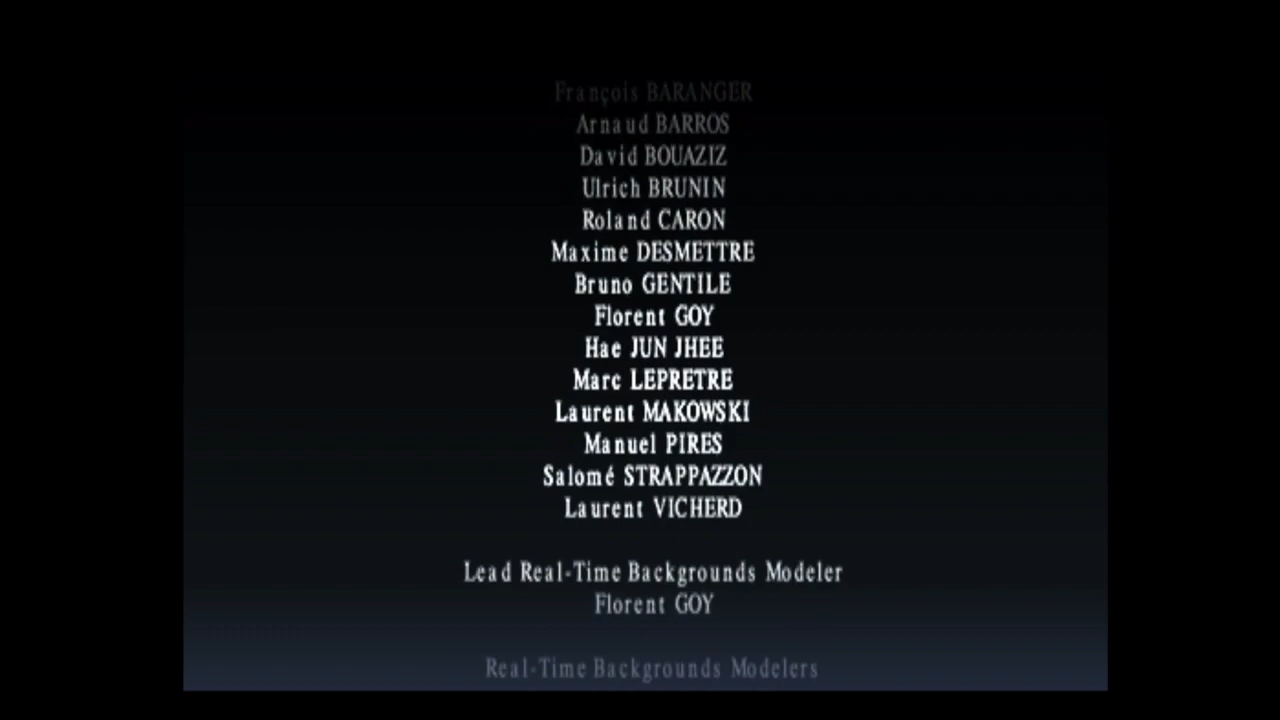 François BARANGER
Arnaud BARROS
David BOUAZIZ
Ulrich BRUNIN
Roland CARON
Maxime DESMETTRE
Bruno GENTILE
Florent GOY
Hae JUN JHEE
Marc LEPRETRE
Laurent MAKOWSKI
Manuel PIRES
Salomé STRAPPAZZON
Laurent VICHERD
Lead Real-Time Backgrounds Modeler
Florent GOY
Real-Time Backgrounds Modelers